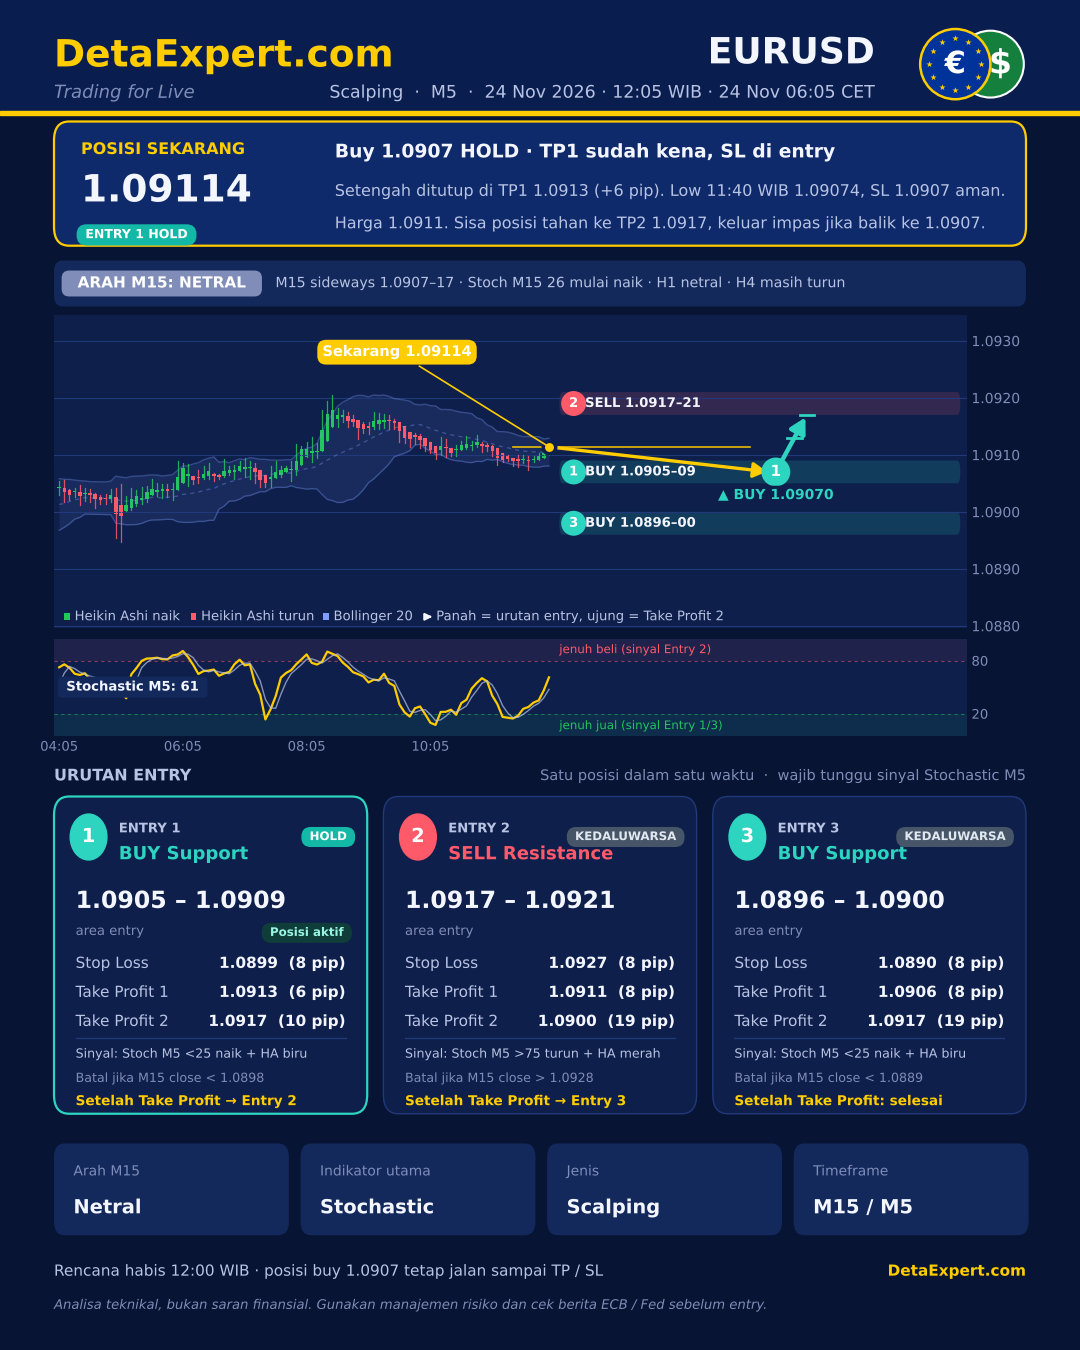 DetaExpert.com
Trading for Live
EURUSD
Scalping · M5 · 24 Nov 2026 · 12:05 WIB · 24 Nov 06:05 CET
€ $
POSISI SEKARANG
1.09114
ENTRY 1 HOLD
Buy 1.0907 HOLD · TP1 sudah kena, SL di entry
Setengah ditutup di TP1 1.0913 (+6 pip). Low 11:40 WIB 1.09074, SL 1.0907 aman.
Harga 1.0911. Sisa posisi tahan ke TP2 1.0917, keluar impas jika balik ke 1.0907.
ARAH M15: NETRAL
M15 sideways 1.0907–17 · Stoch M15 26 mulai naik · H1 netral · H4 masih turun
Sekarang 1.09114
2 SELL 1.0917–21
1 BUY 1.0905–09
1
▲ BUY 1.09070
3 BUY 1.0896–00
1.0930
1.0920
1.0910
1.0900
1.0890
1.0880
Heikin Ashi naik
Heikin Ashi turun
Bollinger 20
Panah = urutan entry, ujung = Take Profit 2
jenuh beli (sinyal Entry 2)
Stochastic M5: 61
jenuh jual (sinyal Entry 1/3)
80
20
04:05
06:05
08:05
10:05
URUTAN ENTRY
Satu posisi dalam satu waktu · wajib tunggu sinyal Stochastic M5
1
ENTRY 1
HOLD
BUY Support
1.0905 – 1.0909
area entry
Posisi aktif
Stop Loss 1.0899 (8 pip)
Take Profit 1 1.0913 (6 pip)
Take Profit 2 1.0917 (10 pip)
Sinyal: Stoch M5 <25 naik + HA biru
Batal jika M15 close < 1.0898
Setelah Take Profit → Entry 2
2
ENTRY 2
KEDALUWARSA
SELL Resistance
1.0917 – 1.0921
area entry
Stop Loss 1.0927 (8 pip)
Take Profit 1 1.0911 (8 pip)
Take Profit 2 1.0900 (19 pip)
Sinyal: Stoch M5 >75 turun + HA merah
Batal jika M15 close > 1.0928
Setelah Take Profit → Entry 3
3
ENTRY 3
KEDALUWARSA
BUY Support
1.0896 – 1.0900
area entry
Stop Loss 1.0890 (8 pip)
Take Profit 1 1.0906 (8 pip)
Take Profit 2 1.0917 (19 pip)
Sinyal: Stoch M5 <25 naik + HA biru
Batal jika M15 close < 1.0889
Setelah Take Profit: selesai
Arah M15
Netral
Indikator utama
Stochastic
Jenis
Scalping
Timeframe
M15 / M5
Rencana habis 12:00 WIB · posisi buy 1.0907 tetap jalan sampai TP / SL
DetaExpert.com
Analisa teknikal, bukan saran finansial. Gunakan manajemen risiko dan cek berita ECB / Fed sebelum entry.